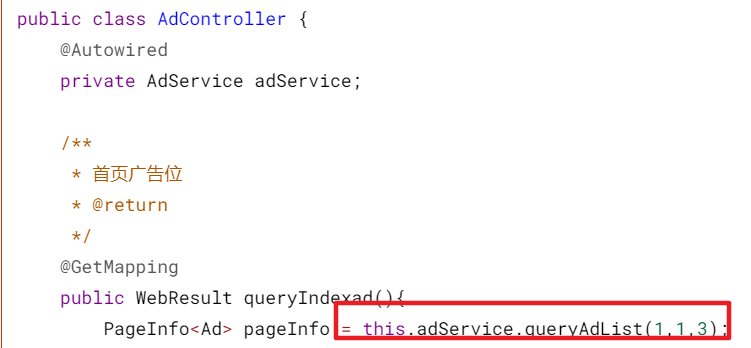 public class AdController {
@Autowired
private AdService adService;
/**
* 首页广告位
* @return
*/
@GetMapping
public WebResult queryIndexad(){
PageInfo<Ad> pageInfo = this.adService.queryAdList(1,1,3);